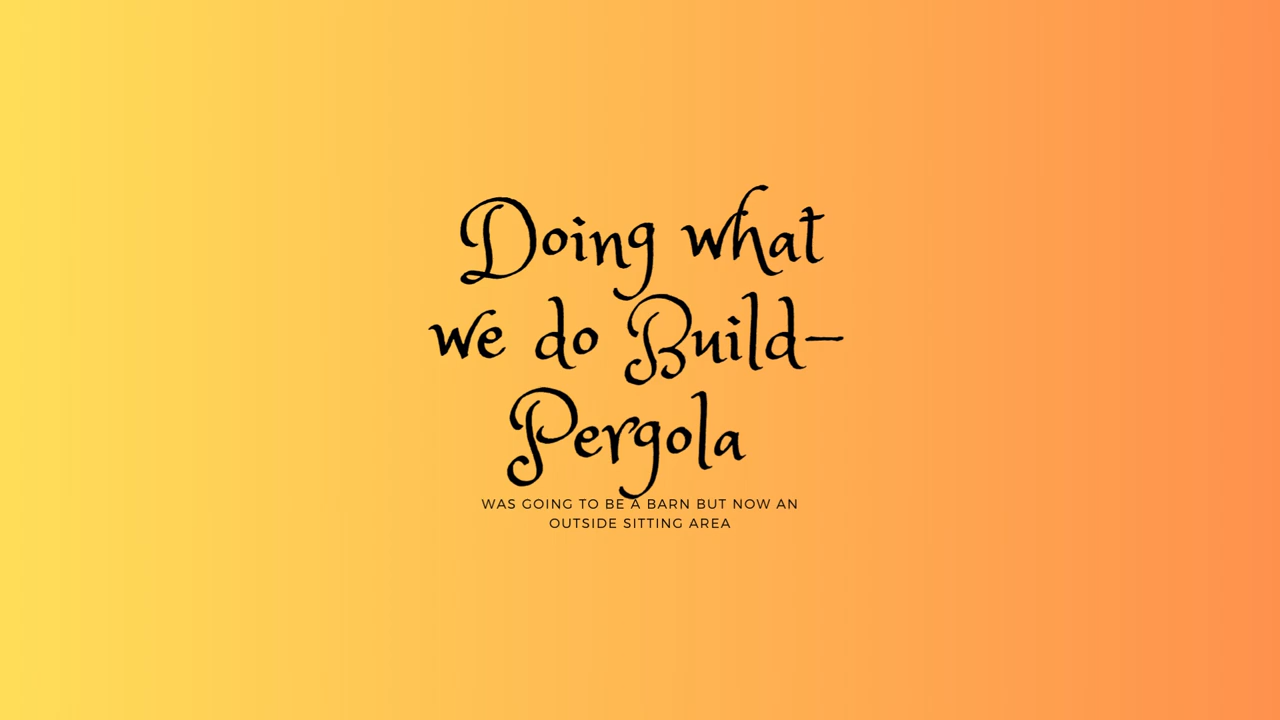 Doing what
we do Build-
Pergola
WAS GOING TO BE A BARN BUT NOW AN
OUTSIDE SITTING AREA